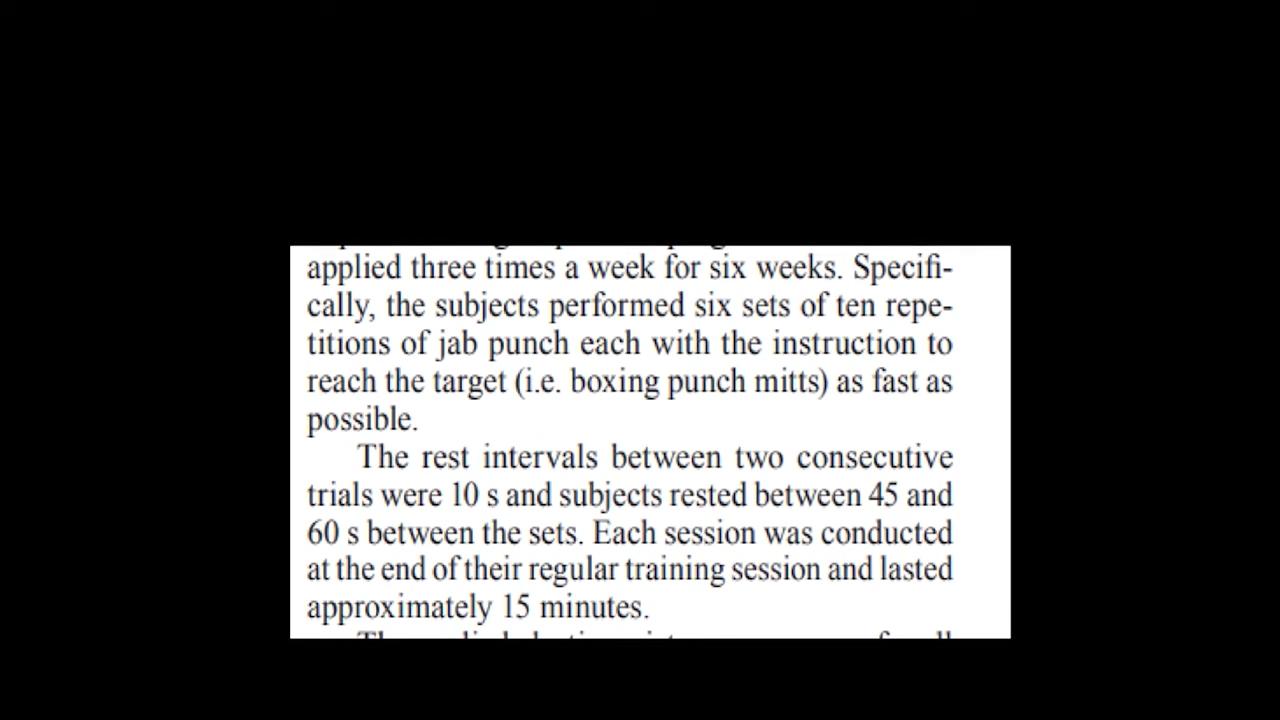 applied three times a week for six weeks. Specifi-
cally, the subjects performed six sets of ten repe-
titions of jab punch each with the instruction to
reach the target (i.e. boxing punch mitts) as fast as
possible.
The rest intervals between two consecutive
trials were 10 s and subjects rested between 45 and
60 s between the sets. Each session was conducted
at the end of their regular training session and lasted
approximately 15 minutes.